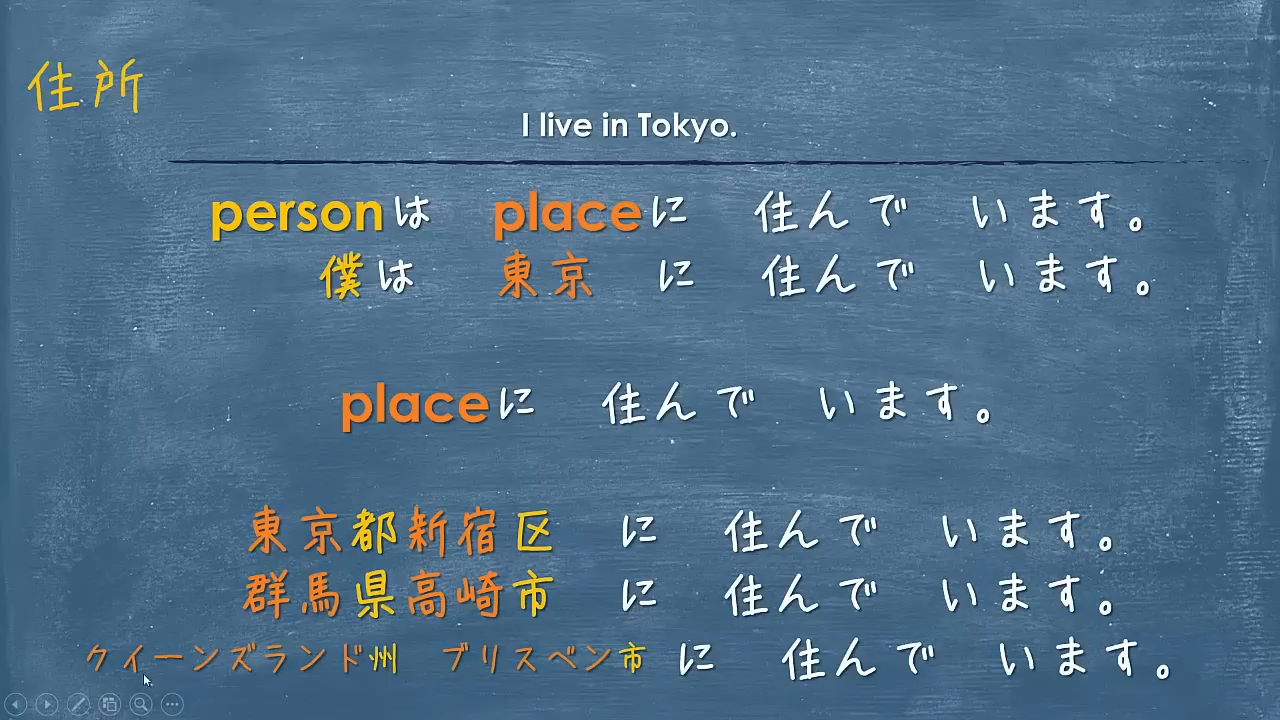 住所
I live in Tokyo.
personは placeに 住んで います。
僕は 東京 に 住んで います。
placeに 住んで います。
東京都新宿区 に 住んで います。
群馬県高崎市 に 住んで います。
クイーンズランド州 ブリスベン市 に 住んで います。